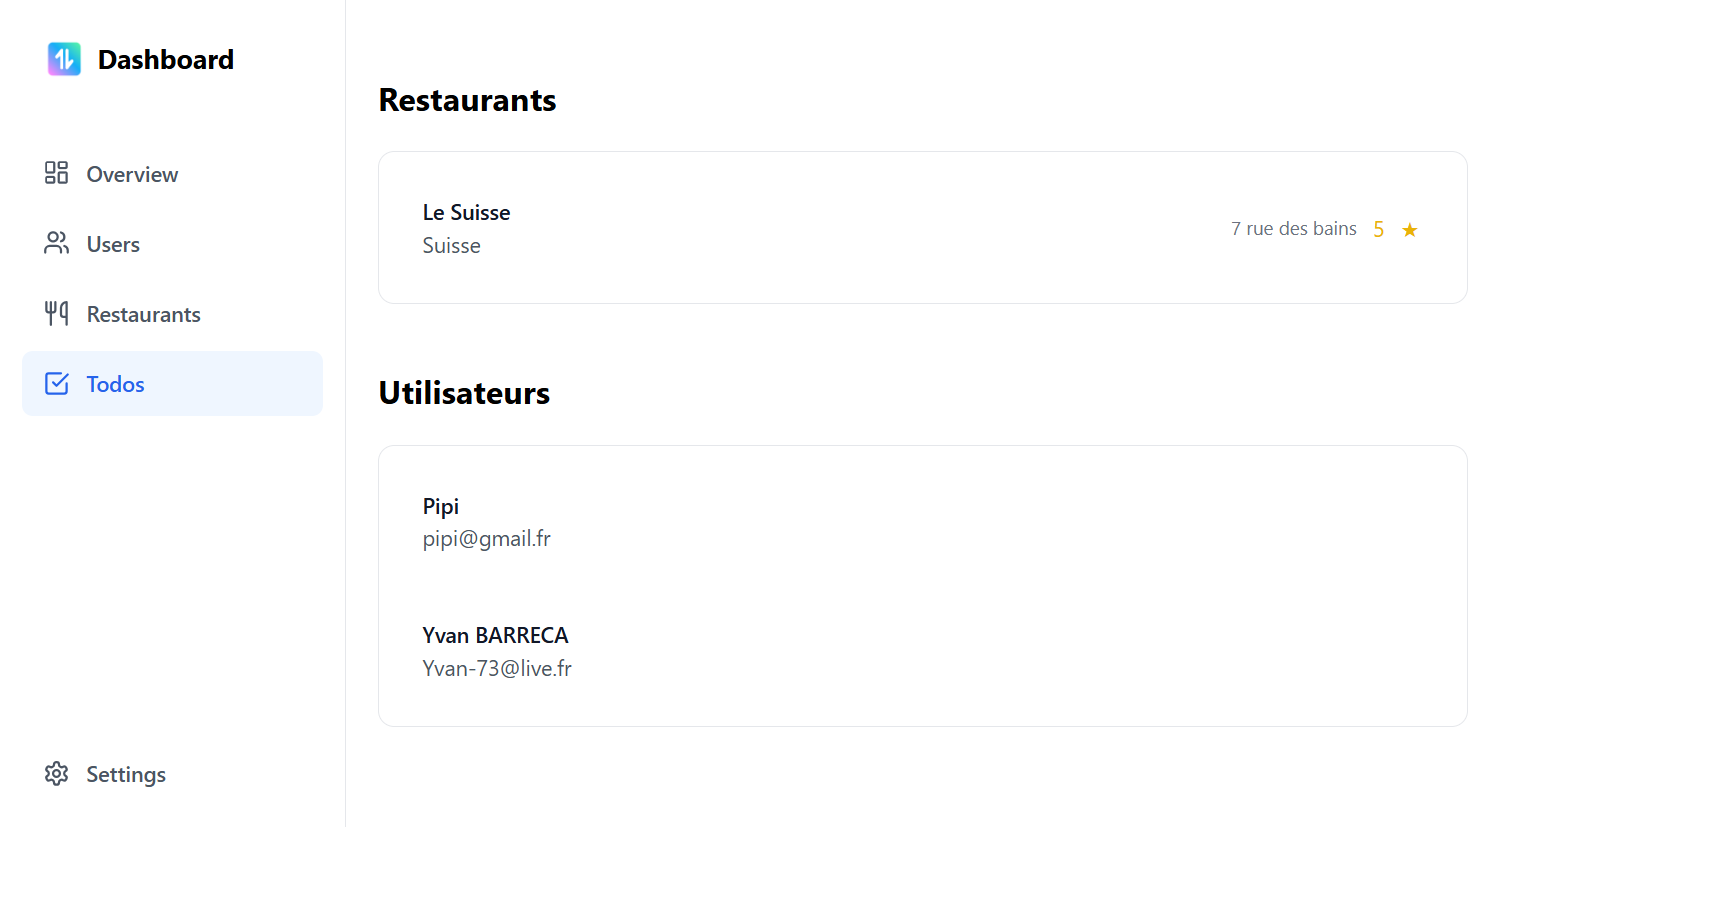 Dashboard
Overview
Users
Restaurants
Todos
Settings
Restaurants
Le Suisse
Suisse
7 rue des bains 5 ★
Utilisateurs
Pipi
pipi@gmail.fr
Yvan BARRECA
Yvan-73@live.fr